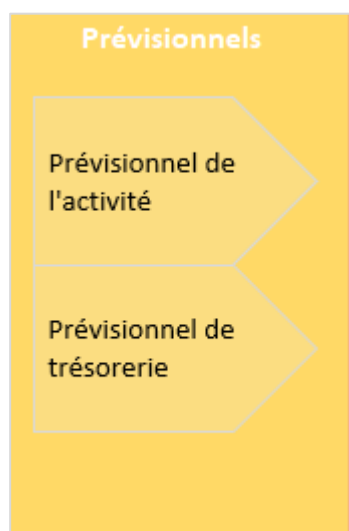 Prévisionnels
Prévisionnel de
l'activité
Prévisionnel de
trésorerie